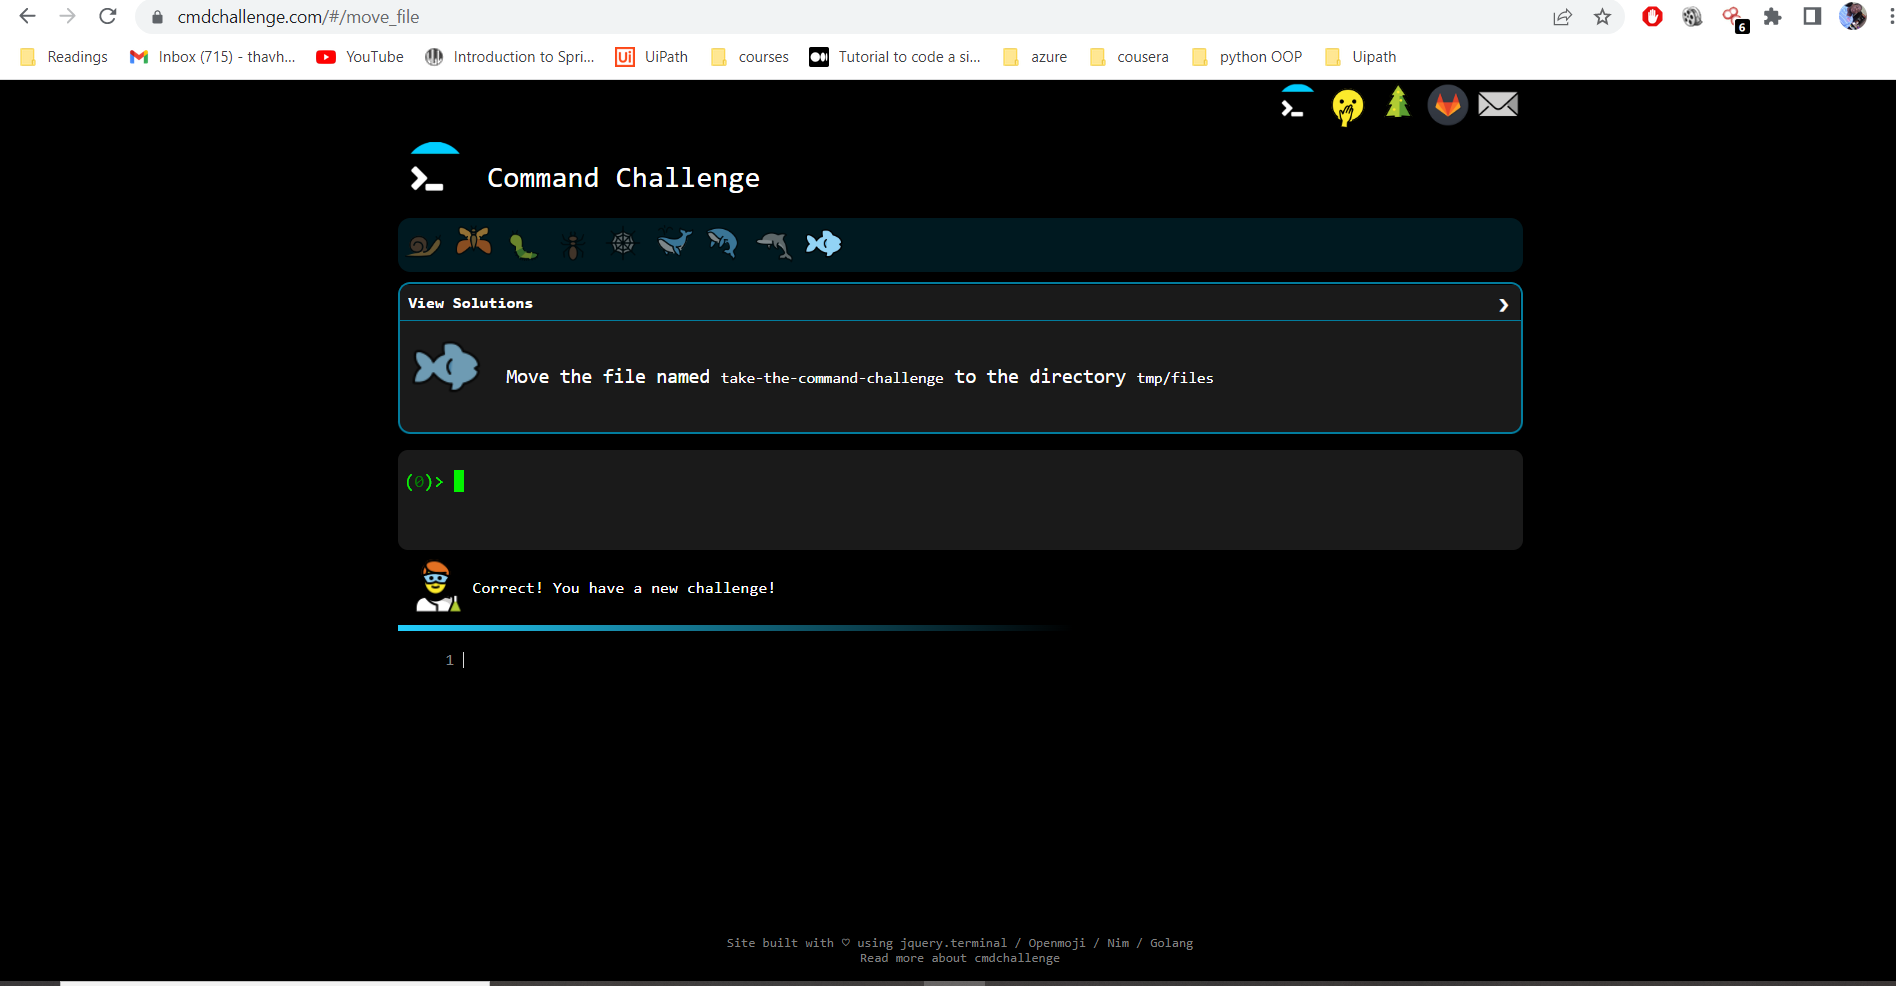 cmdchallenge.com/#/move_file
6
Readings Inbox (715) - thavh... YouTube Introduction to Spri... Ui UiPath courses Tutorial to code a si... azure cousera python OOP Uipath
Command Challenge
View Solutions
Move the file named take-the-command-challenge to the directory tmp/files
(0)>
Correct! You have a new challenge!
1
Site built with ♡ using jquery.terminal / Openmoji / Nim / Golang
Read more about cmdchallenge